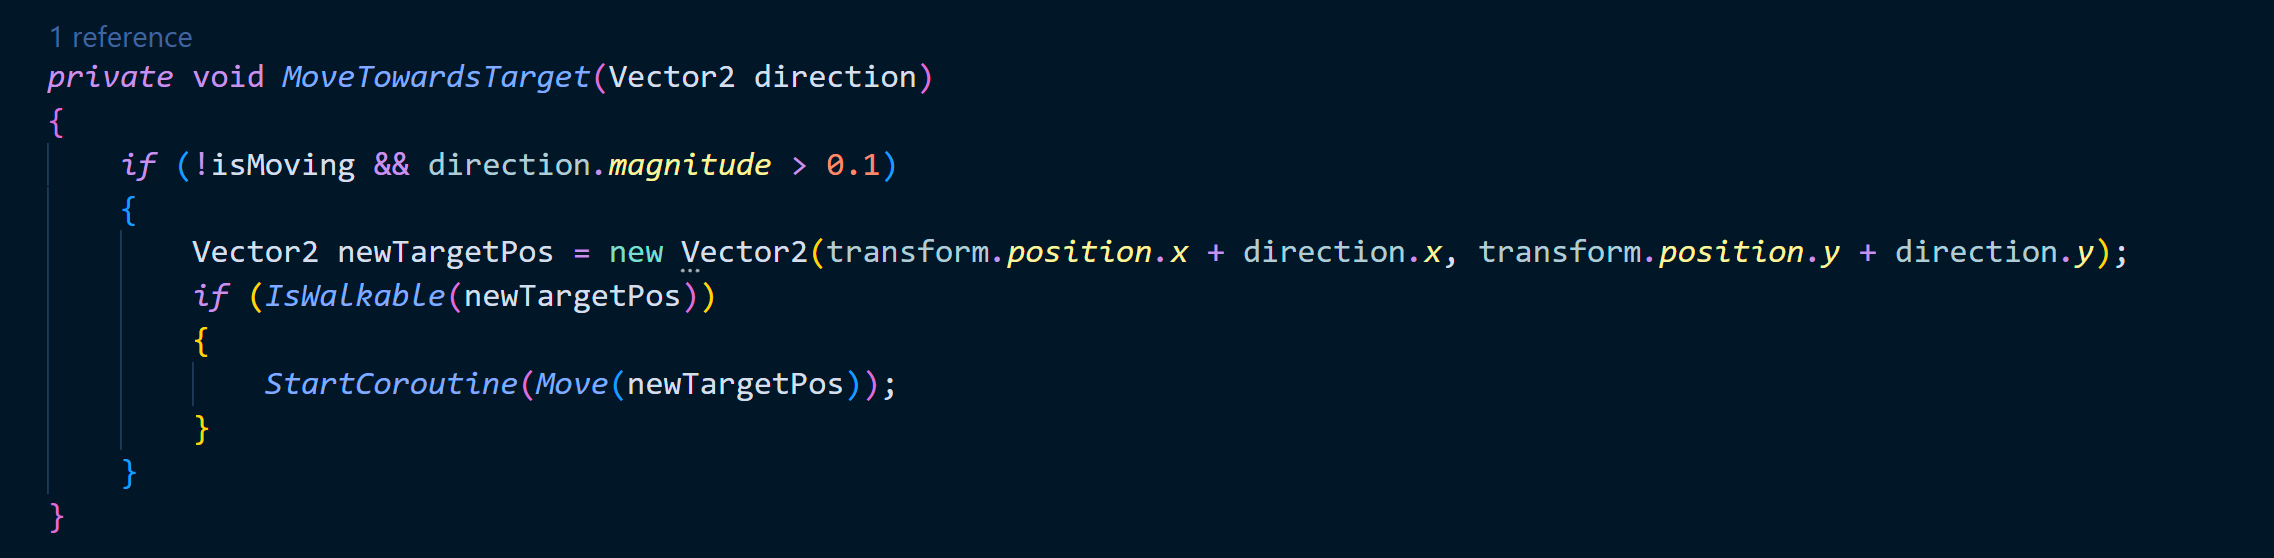 1 reference
private void MoveTowardsTarget(Vector2 direction)
{
    if (!isMoving && direction.magnitude > 0.1)
    {
        Vector2 newTargetPos = new Vector2(transform.position.x + direction.x, transform.position.y + direction.y);
        if (IsWalkable(newTargetPos))
        {
            StartCoroutine(Move(newTargetPos));
        }
    }
}